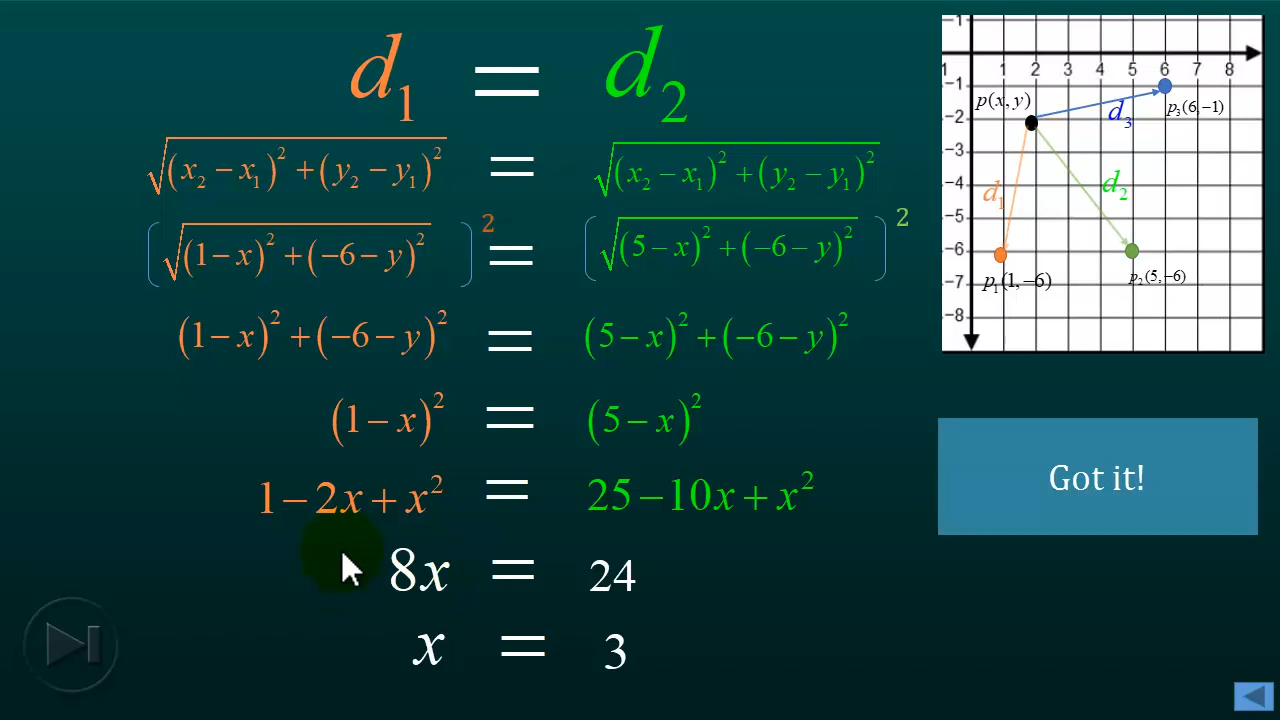 d₁ = d₂
√((x₂ − x₁)² + (y₂ − y₁)²) = √((x₂ − x₁)² + (y₂ − y₁)²)
[√((1 − x)² + (−6 − y)²)]² = [√((5 − x)² + (−6 − y)²)]²
(1 − x)² + (−6 − y)² = (5 − x)² + (−6 − y)²
(1 − x)² = (5 − x)²
1 − 2x + x² = 25 − 10x + x²
8x = 24
x = 3
−1
1 1 2 3 4 5 6 7 8
−1
−2
−3
−4
−5
−6
−7
−8
p(x, y)
d₃
p₃(6, −1)
d₁
d₂
p₁(1, −6)
p₂(5, −6)
Got it!